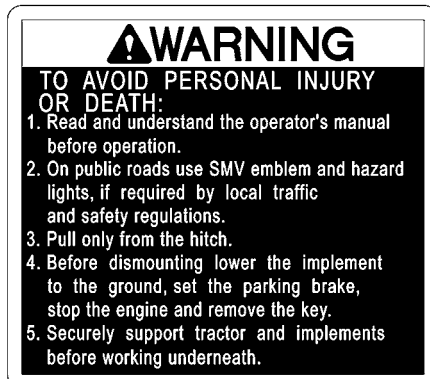 WARNING
TO AVOID PERSONAL INJURY
OR DEATH:
1. Read and understand the operator's manual
before operation.
2. On public roads use SMV emblem and hazard
lights, if required by local traffic
and safety regulations.
3. Pull only from the hitch.
4. Before dismounting lower the implement
to the ground, set the parking brake,
stop the engine and remove the key.
5. Securely support tractor and implements
before working underneath.